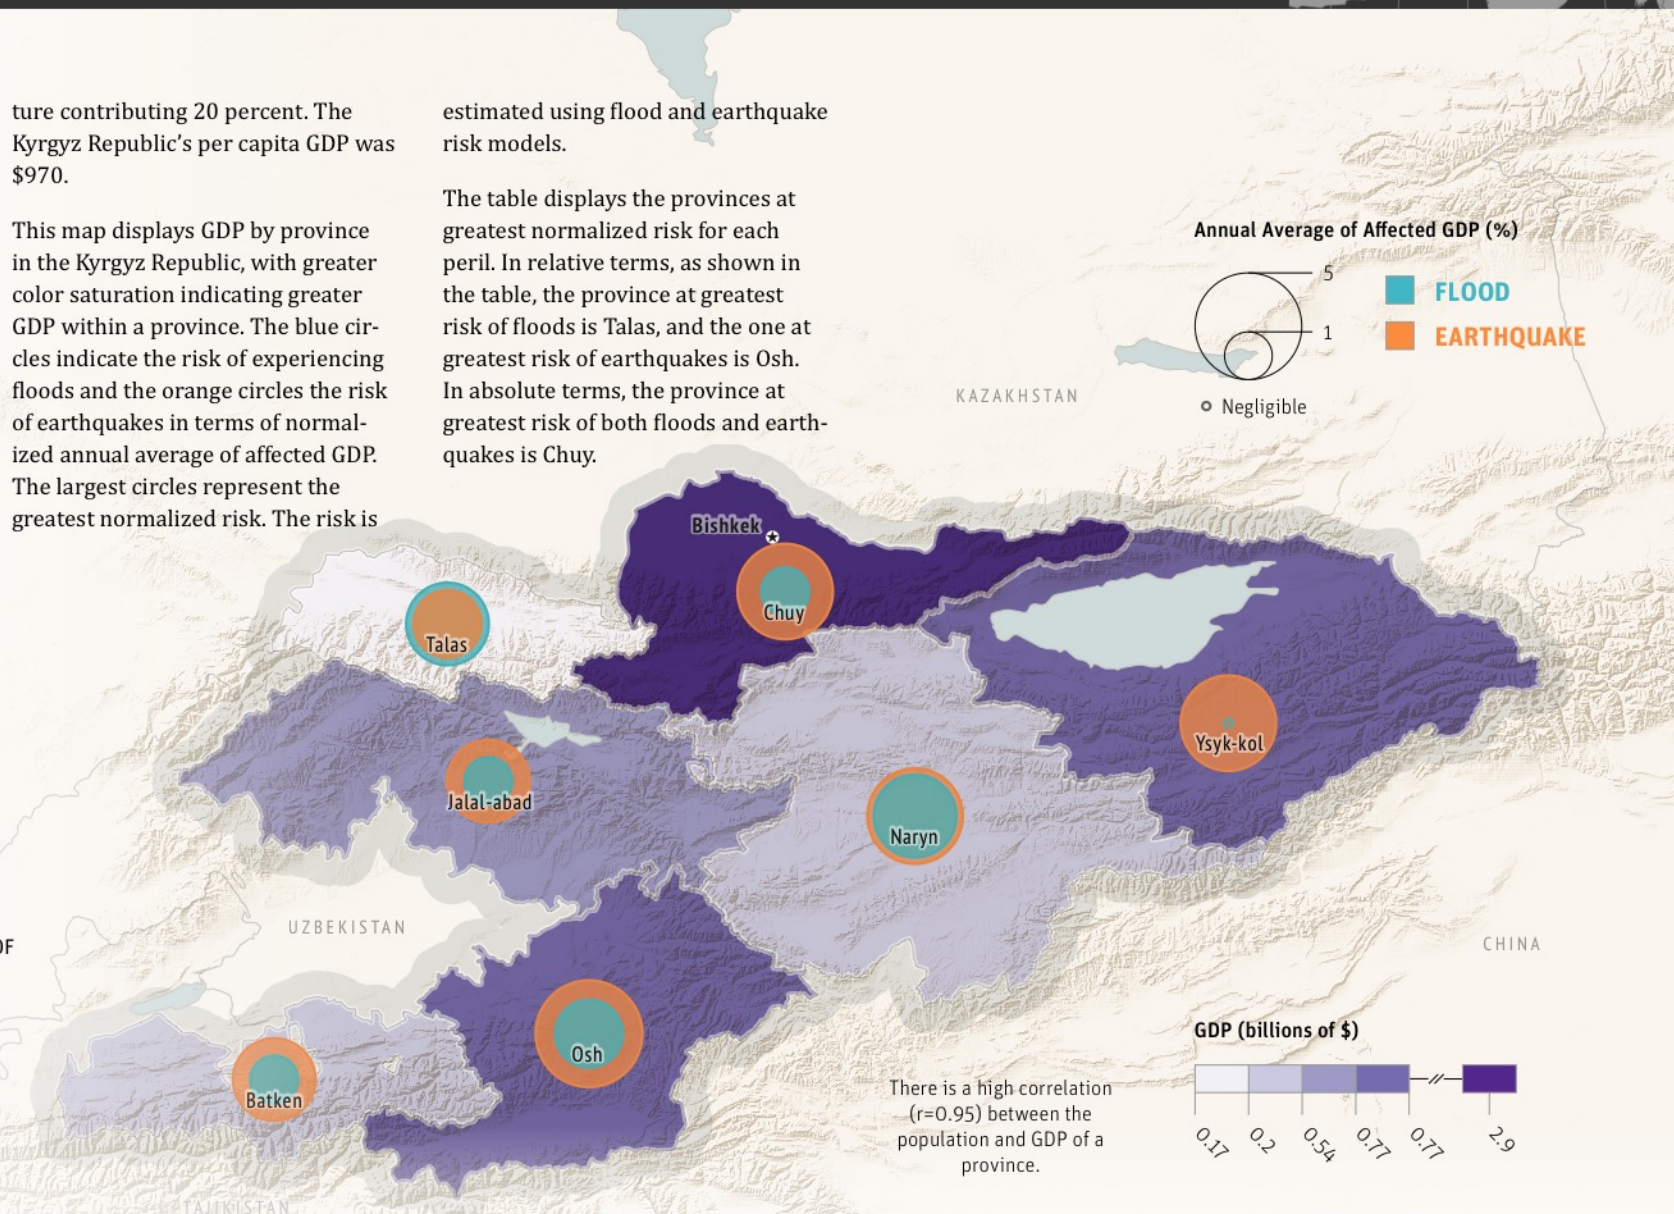 ture contributing 20 percent. The
Kyrgyz Republic's per capita GDP was
$970.
This map displays GDP by province
in the Kyrgyz Republic, with greater
color saturation indicating greater
GDP within a province. The blue cir-
cles indicate the risk of experiencing
floods and the orange circles the risk
of earthquakes in terms of normal-
ized annual average of affected GDP.
The largest circles represent the
greatest normalized risk. The risk is
estimated using flood and earthquake
risk models.
The table displays the provinces at
greatest normalized risk for each
peril. In relative terms, as shown in
the table, the province at greatest
risk of floods is Talas, and the one at
greatest risk of earthquakes is Osh.
In absolute terms, the province at
greatest risk of both floods and earth-
quakes is Chuy.
Annual Average of Affected GDP (%)
5
1
Negligible
FLOOD
EARTHQUAKE
KAZAKHSTAN
Bishkek
Chuy
Talas
Ysyk-kol
Jalal-abad
Naryn
UZBEKISTAN
CHINA
OF
Osh
Batken
TAJIKISTAN
There is a high correlation
(r=0.95) between the
population and GDP of a
province.
GDP (billions of $)
0.17
0.2
0.54
0.77
0.77
2.9